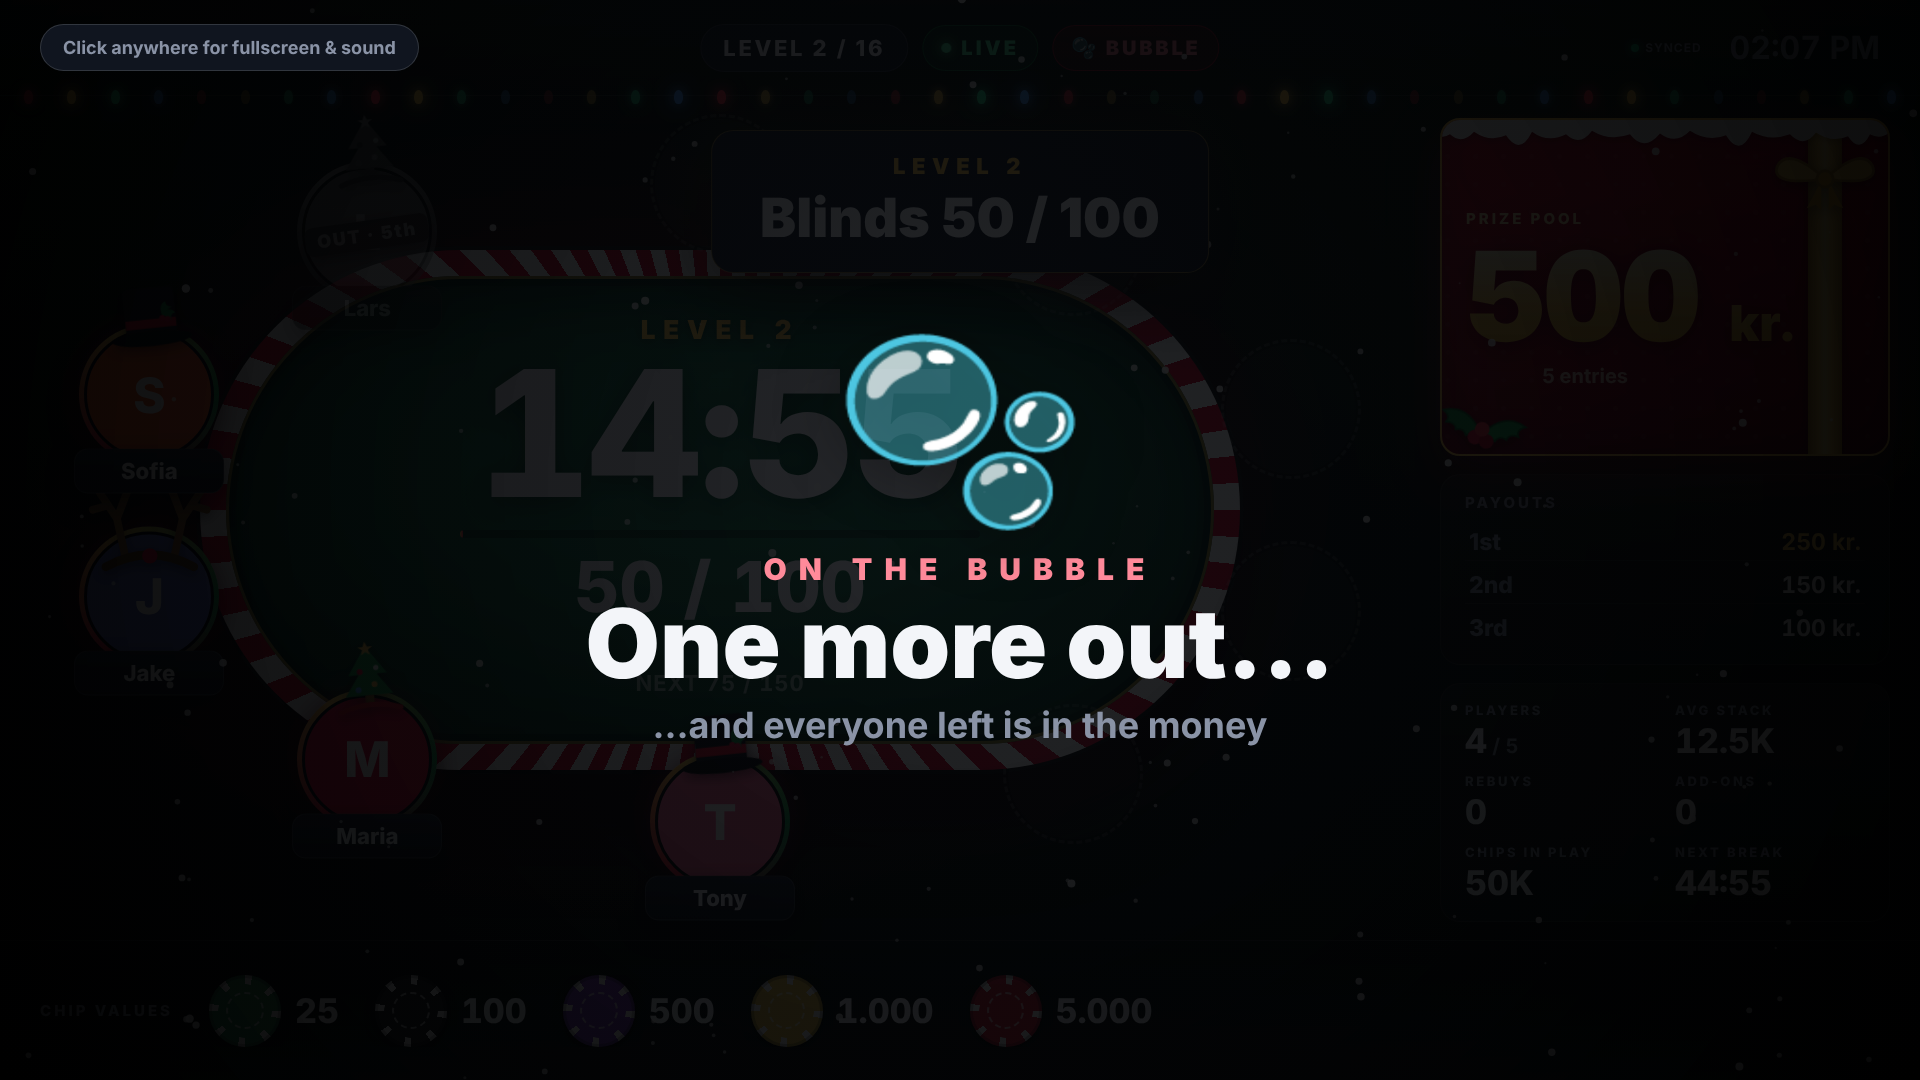 Click anywhere for fullscreen & sound
LEVEL 2 / 16
LIVE
BUBBLE
SYNCED
02:07 PM
LEVEL 2
Blinds 50 / 100
OUT · 5th
Lars
S
Sofia
J
Jake
M
Maria
T
Tony
LEVEL 2
14:55
50 / 100
NEXT 75 / 150
ON THE BUBBLE
One more out...
...and everyone left is in the money
PRIZE POOL
500 kr.
5 entries
PAYOUTS
1st 250 kr.
2nd 150 kr.
3rd 100 kr.
PLAYERS AVG STACK
4 / 5 12.5K
REBUYS ADD-ONS
0 0
CHIPS IN PLAY NEXT BREAK
50K 44:55
CHIP VALUES 25 100 500 1.000 5.000